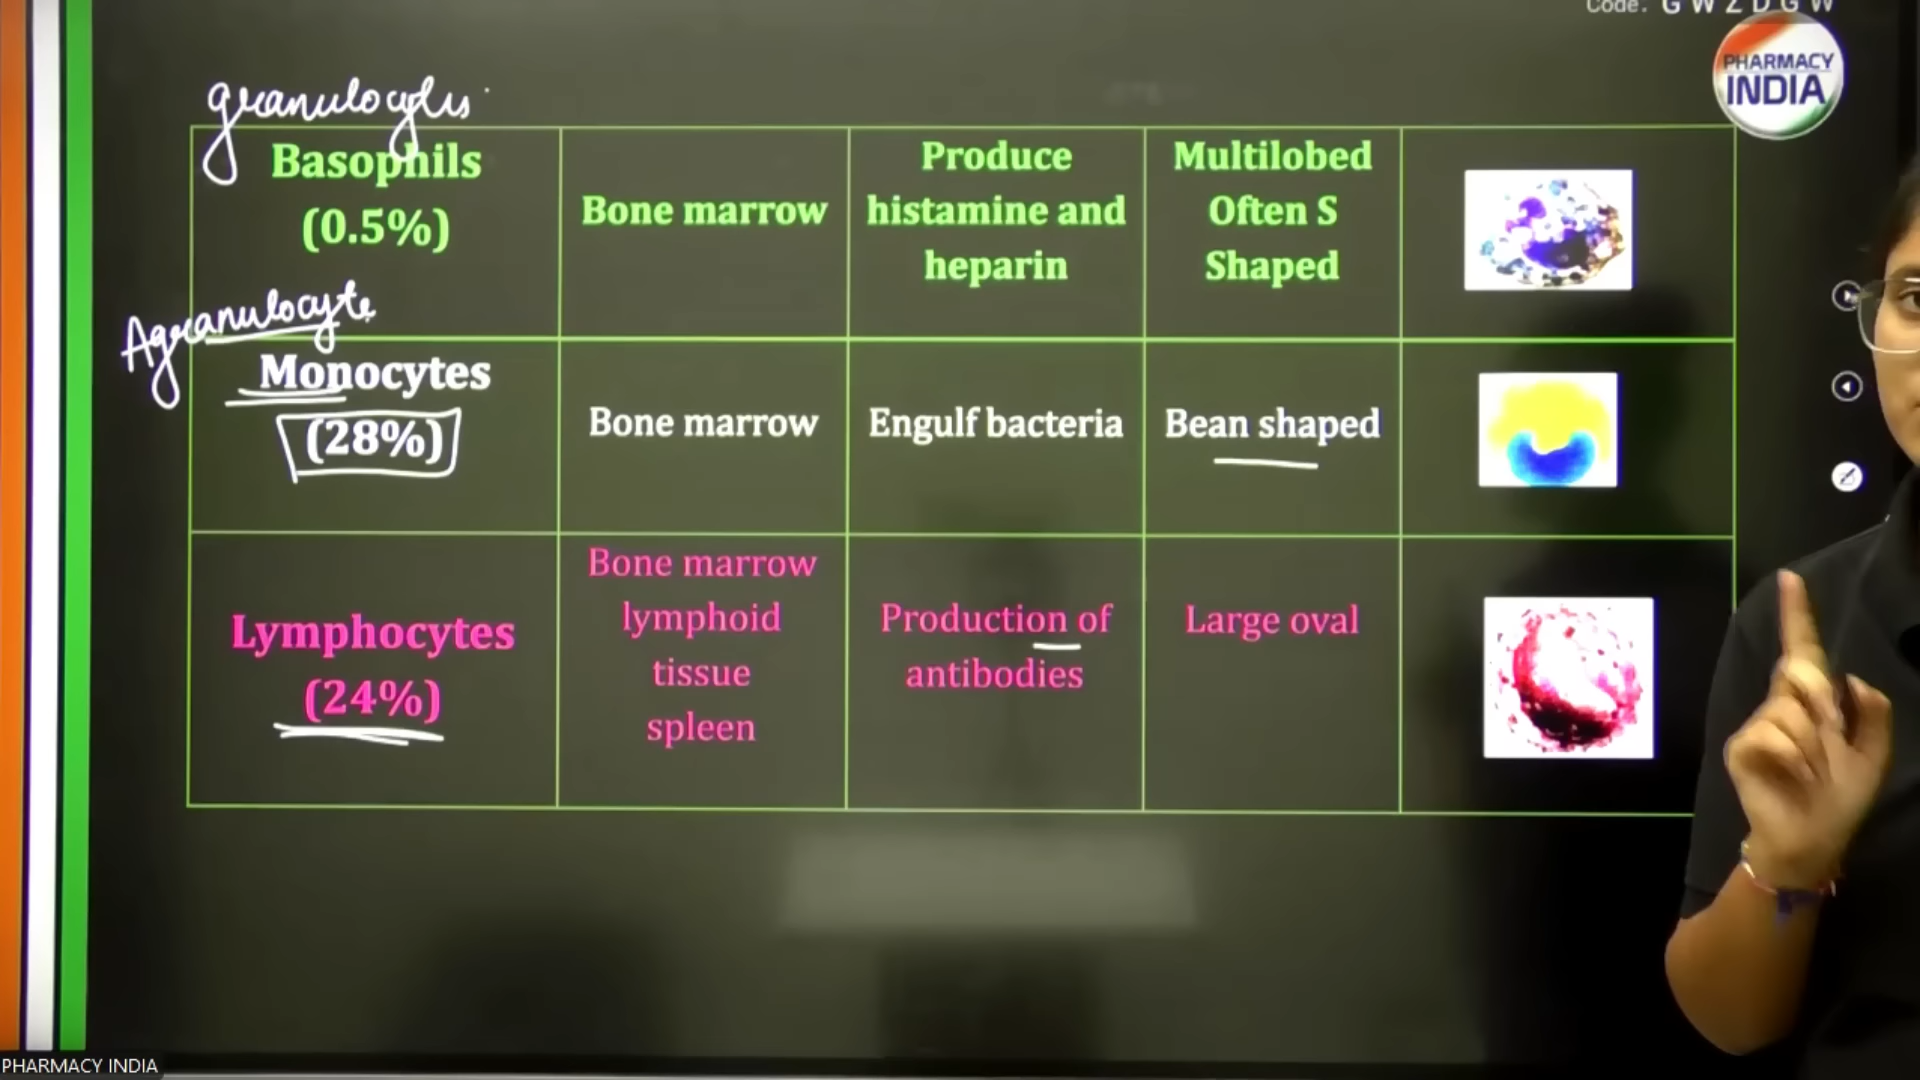 Code: G W Z D G W
PHARMACY
INDIA
granulocytes
Basophils
(0.5%)
Bone marrow
Produce
histamine and
heparin
Multilobed
Often S
Shaped
Agranulocyte
Monocytes
(28%)
Bone marrow
Engulf bacteria
Bean shaped
Lymphocytes
(24%)
Bone marrow
lymphoid
tissue
spleen
Production of
antibodies
Large oval
PHARMACY INDIA